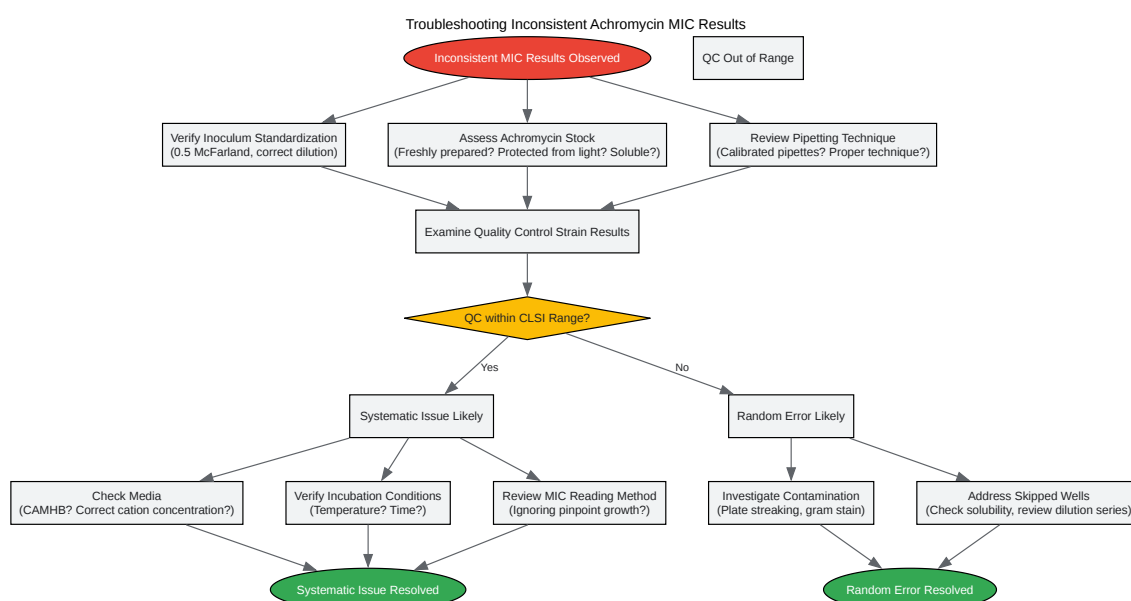 Troubleshooting Inconsistent Achromycin MIC Results
Inconsistent MIC Results Observed
QC Out of Range
Verify Inoculum Standardization
(0.5 McFarland, correct dilution)
Assess Achromycin Stock
(Freshly prepared? Protected from light? Soluble?)
Review Pipetting Technique
(Calibrated pipettes? Proper technique?)
Examine Quality Control Strain Results
QC within CLSI Range?
Yes
No
Systematic Issue Likely
Random Error Likely
Check Media
(CAMHB? Correct cation concentration?)
Verify Incubation Conditions
(Temperature? Time?)
Review MIC Reading Method
(Ignoring pinpoint growth?)
Investigate Contamination
(Plate streaking, gram stain)
Address Skipped Wells
(Check solubility, review dilution series)
Systematic Issue Resolved
Random Error Resolved